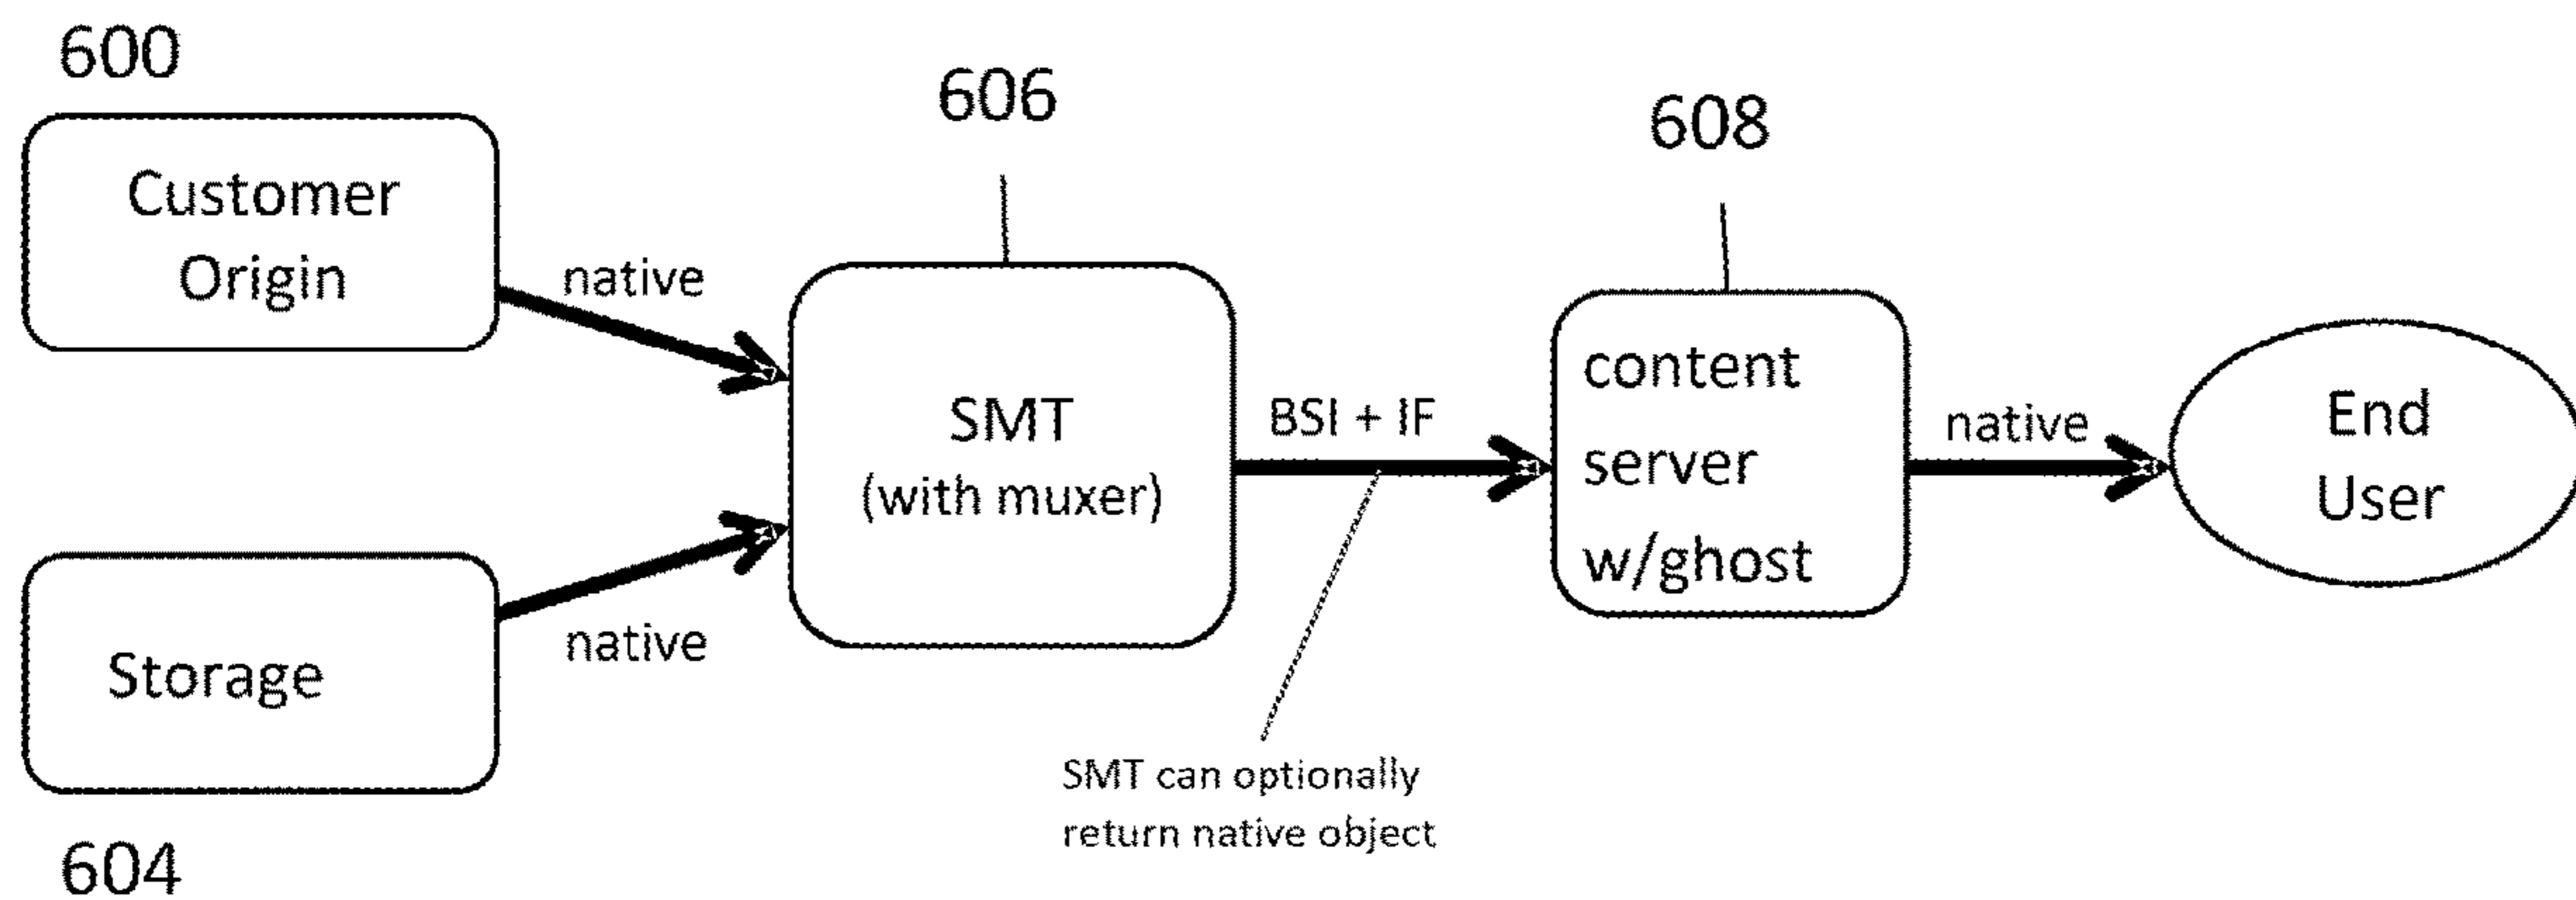 600
Customer
Origin
native
606
SMT
(with muxer)
BSI + IF
608
content
server
w/ghost
native
End
User
Storage
native
604
SMT can optionally
return native object